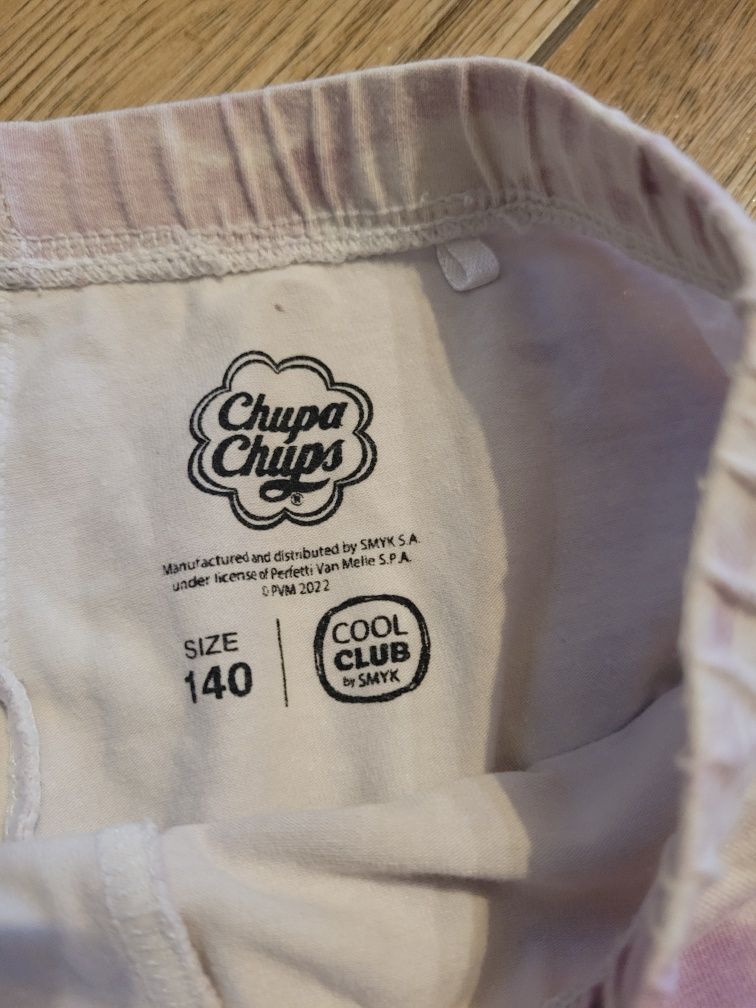 Chupa
Chups
®
Manufactured and distributed by SMYK S.A.
under license of Perfetti Van Melle S.P.A.
© PVM 2022
SIZE
140
COOL
CLUB
by SMYK